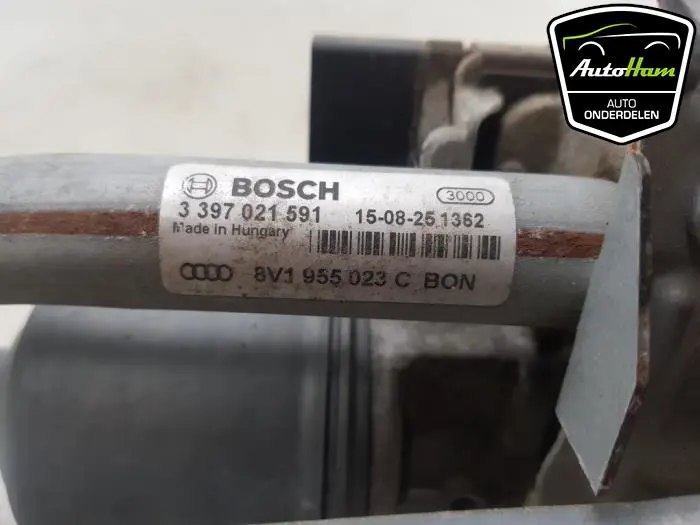 AutoHam
AUTO
ONDERDELEN
BOSCH
3000
3 397 021 591 15-08-25 1362
Made in Hungary
8V1 955 023 C BON